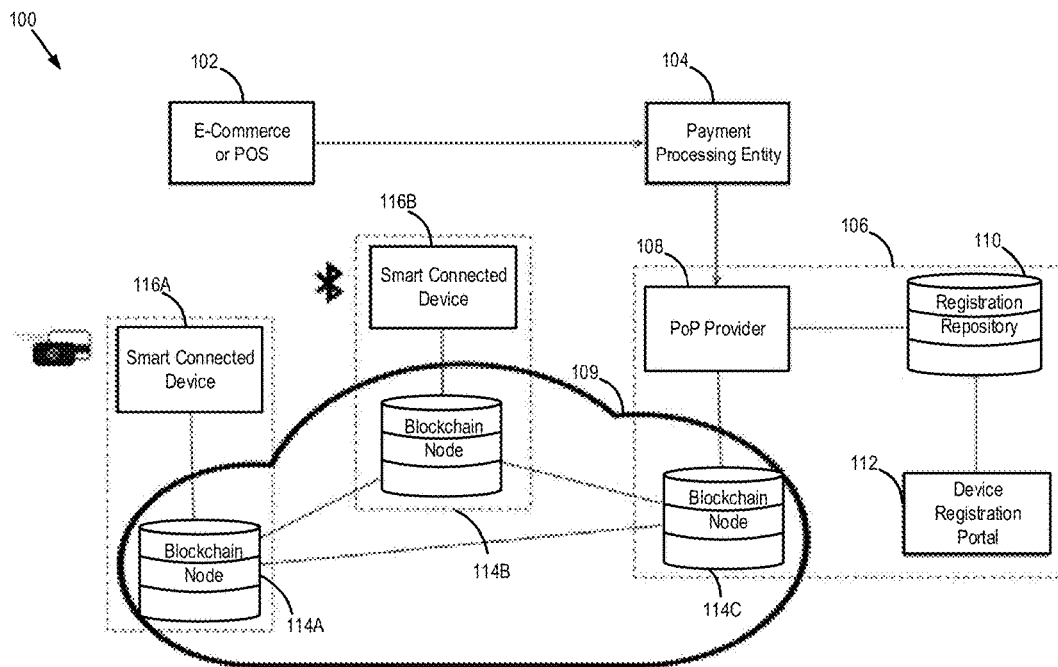 100
102
E-Commerce
or POS
104
Payment
Processing Entity
116B
Smart Connected
Device
106
108
PoP Provider
110
Registration
Repository
116A
Smart Connected
Device
109
Blockchain
Node
112
Device
Registration
Portal
Blockchain
Node
Blockchain
Node
114B
114C
114A